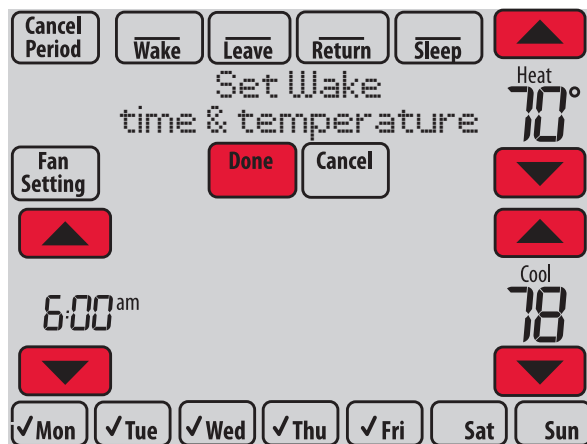 Cancel Period
Wake
Leave
Return
Sleep
Set Wake
time & temperature
Heat
70°
Fan Setting
Done
Cancel
Cool
78
6:00 am
✓Mon
✓Tue
✓Wed
✓Thu
✓Fri
Sat
Sun